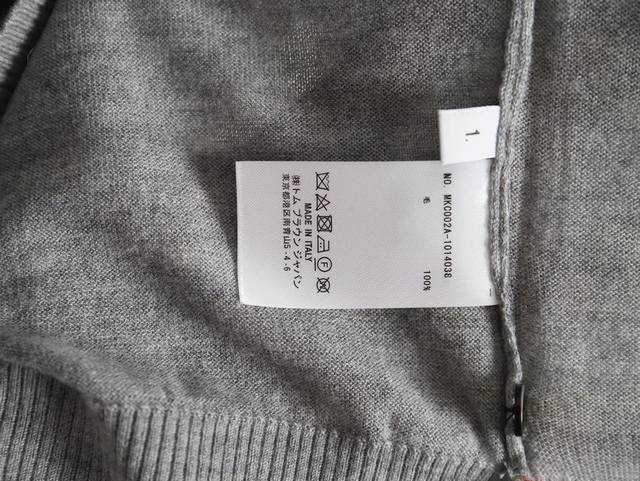 1.
NO. MKC002A-1014038
毛 100%
F
MADE IN ITALY
㈱トム ブラウン ジャパン
東京都港区南青山5-4-6